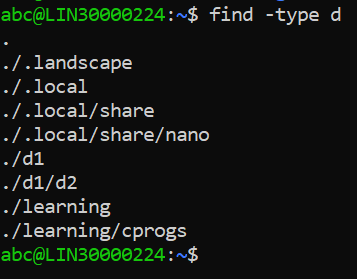 abc@LIN30000224:~$ find -type d
.
./.landscape
./.local
./.local/share
./.local/share/nano
./d1
./d1/d2
./learning
./learning/cprogs
abc@LIN30000224:~$